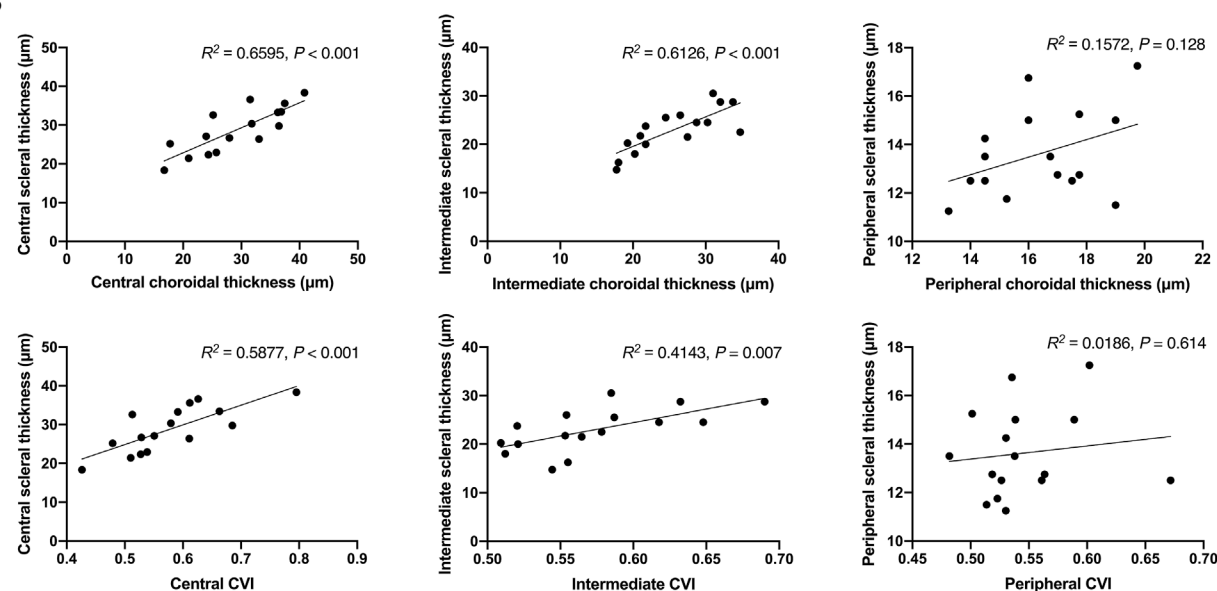 R² = 0.6595, P < 0.001
50
40
30
20
10
0
Central scleral thickness (µm)
0 10 20 30 40 50
Central choroidal thickness (µm)
R² = 0.6126, P < 0.001
40
30
20
10
0
Intermediate scleral thickness (µm)
0 10 20 30 40
Intermediate choroidal thickness (µm)
R² = 0.1572, P = 0.128
18
16
14
12
10
Peripheral scleral thickness (µm)
12 14 16 18 20 22
Peripheral choroidal thickness (µm)
R² = 0.5877, P < 0.001
50
40
30
20
10
0
Central scleral thickness (µm)
0.4 0.5 0.6 0.7 0.8 0.9
Central CVI
R² = 0.4143, P = 0.007
40
30
20
10
0
Intermediate scleral thickness (µm)
0.50 0.55 0.60 0.65 0.70
Intermediate CVI
R² = 0.0186, P = 0.614
18
16
14
12
10
Peripheral scleral thickness (µm)
0.45 0.50 0.55 0.60 0.65 0.70
Peripheral CVI